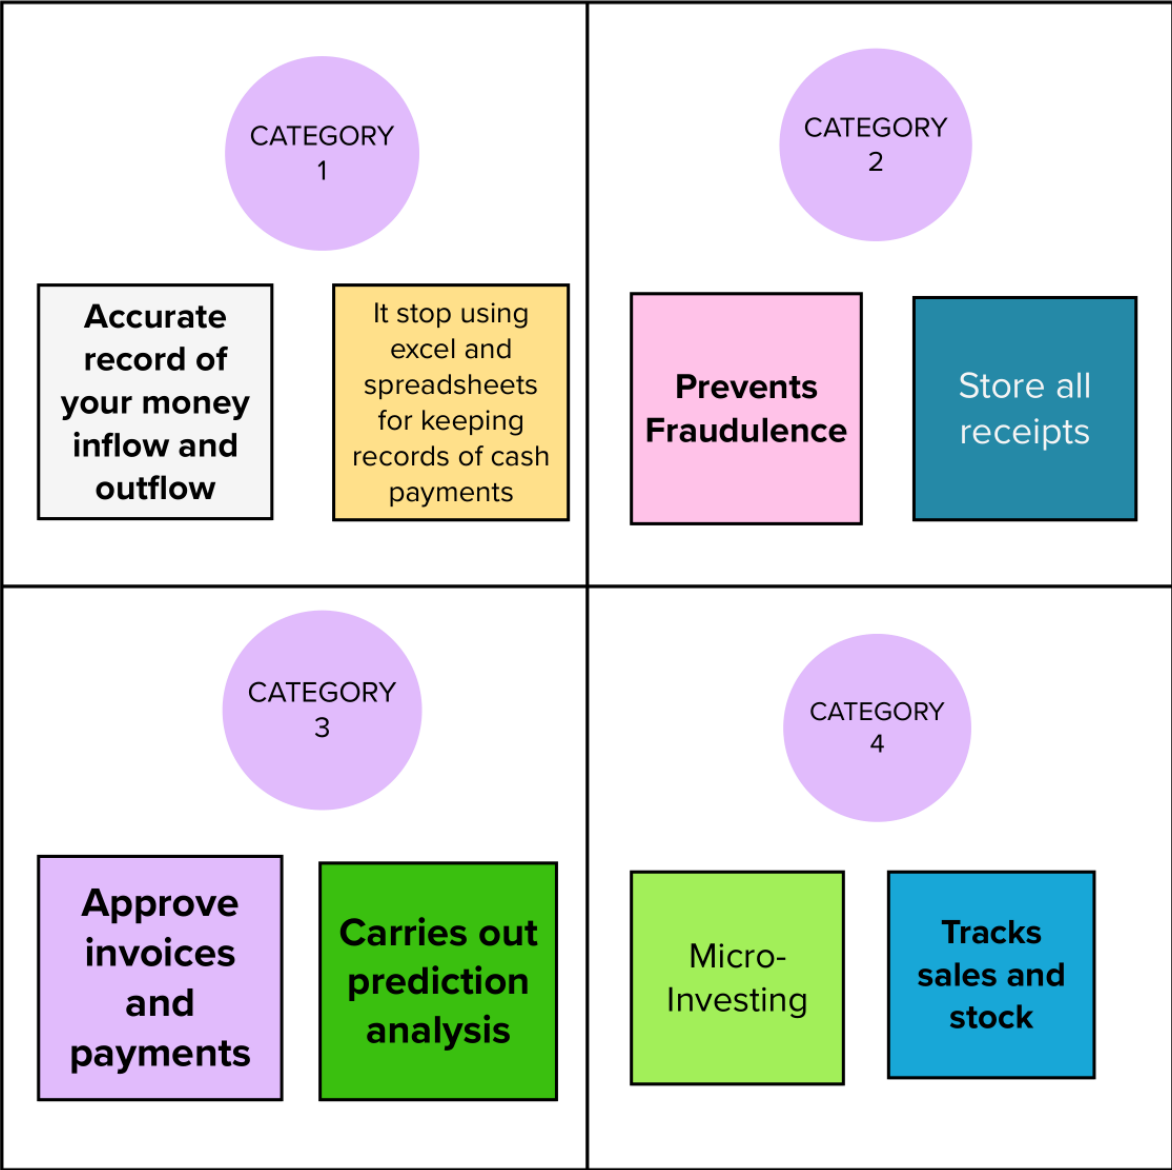 CATEGORY
1
Accurate
record of
your money
inflow and
outflow
It stop using
excel and
spreadsheets
for keeping
records of cash
payments
CATEGORY
2
Prevents
Fraudulence
Store all
receipts
CATEGORY
3
Approve
invoices
and
payments
Carries out
prediction
analysis
CATEGORY
4
Micro-
Investing
Tracks
sales and
stock